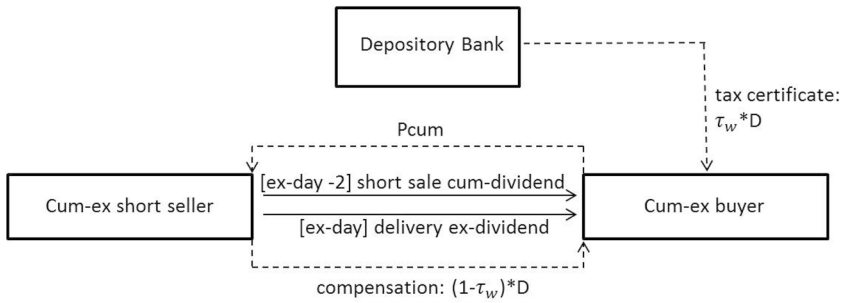 Depository Bank
tax certificate:
τ_w*D
Pcum
[ex-day -2] short sale cum-dividend
Cum-ex short seller
Cum-ex buyer
[ex-day] delivery ex-dividend
compensation: (1-τ_w)*D